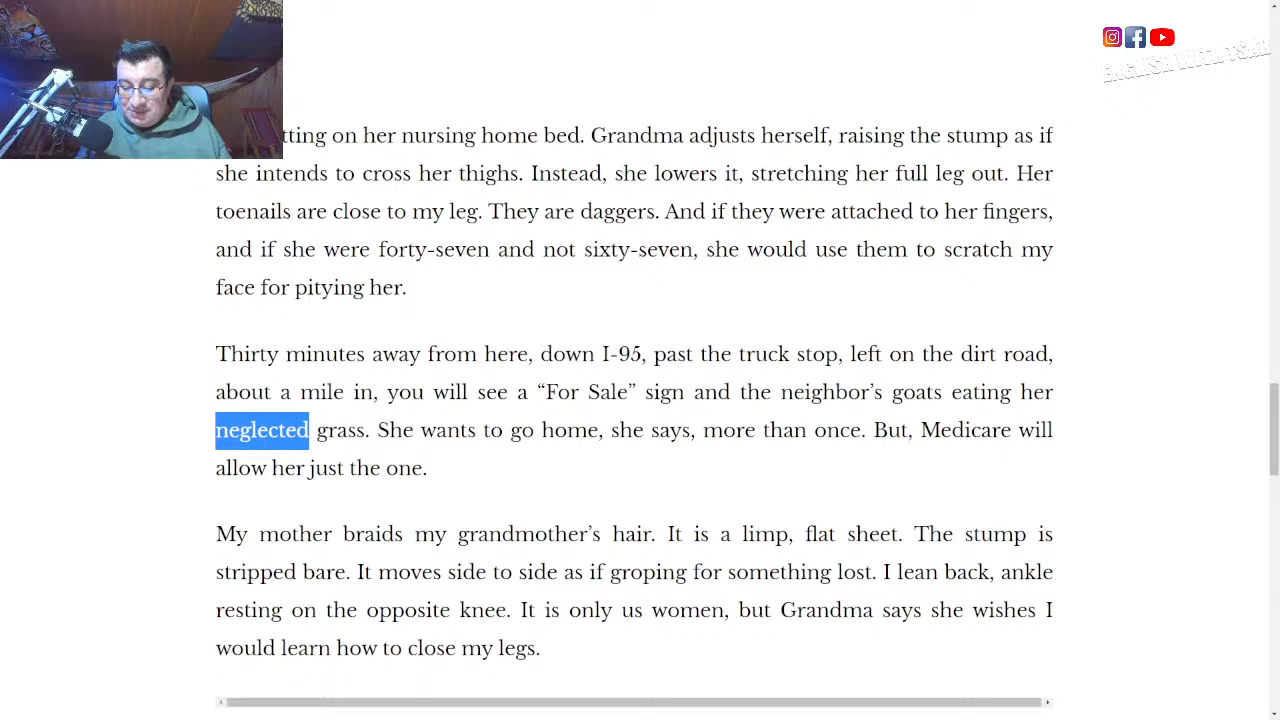 ENGLISH WITH TSAR
tting on her nursing home bed. Grandma adjusts herself, raising the stump as if
she intends to cross her thighs. Instead, she lowers it, stretching her full leg out. Her
toenails are close to my leg. They are daggers. And if they were attached to her fingers,
and if she were forty-seven and not sixty-seven, she would use them to scratch my
face for pitying her.
Thirty minutes away from here, down I-95, past the truck stop, left on the dirt road,
about a mile in, you will see a “For Sale” sign and the neighbor’s goats eating her
neglected grass. She wants to go home, she says, more than once. But, Medicare will
allow her just the one.
My mother braids my grandmother’s hair. It is a limp, flat sheet. The stump is
stripped bare. It moves side to side as if groping for something lost. I lean back, ankle
resting on the opposite knee. It is only us women, but Grandma says she wishes I
would learn how to close my legs.